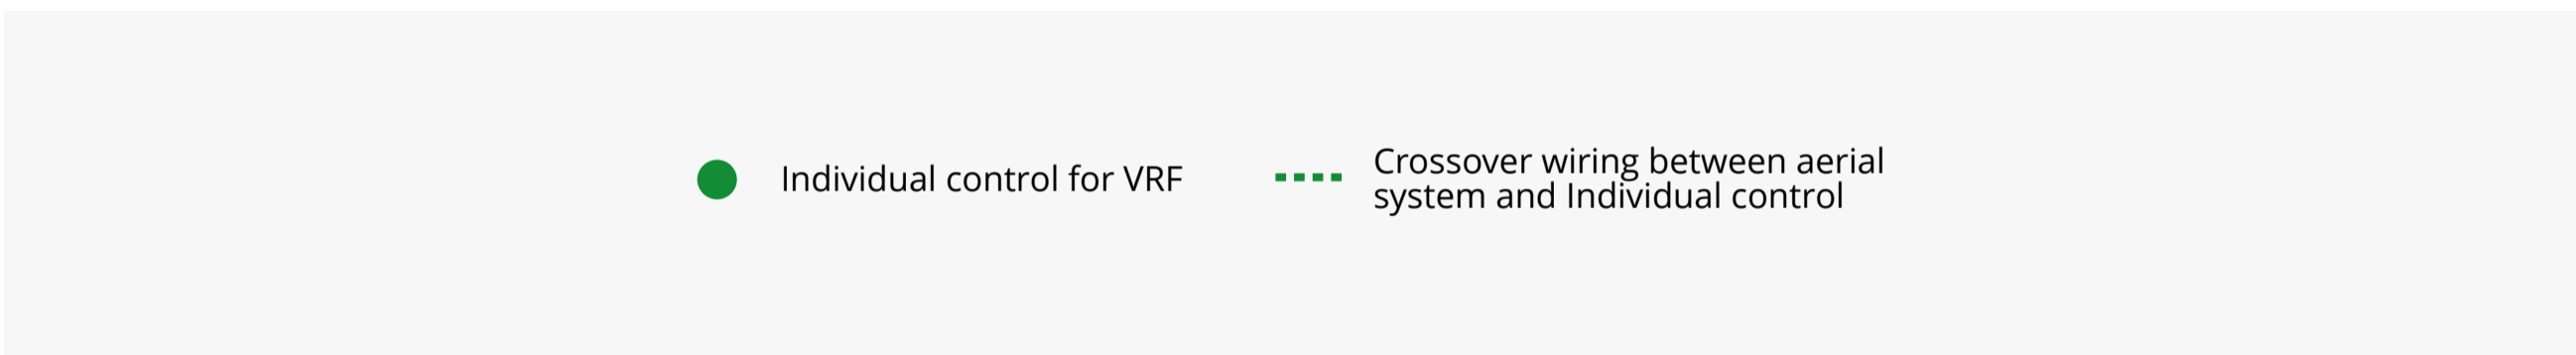 Individual control for VRF
Crossover wiring between aerial
system and Individual control